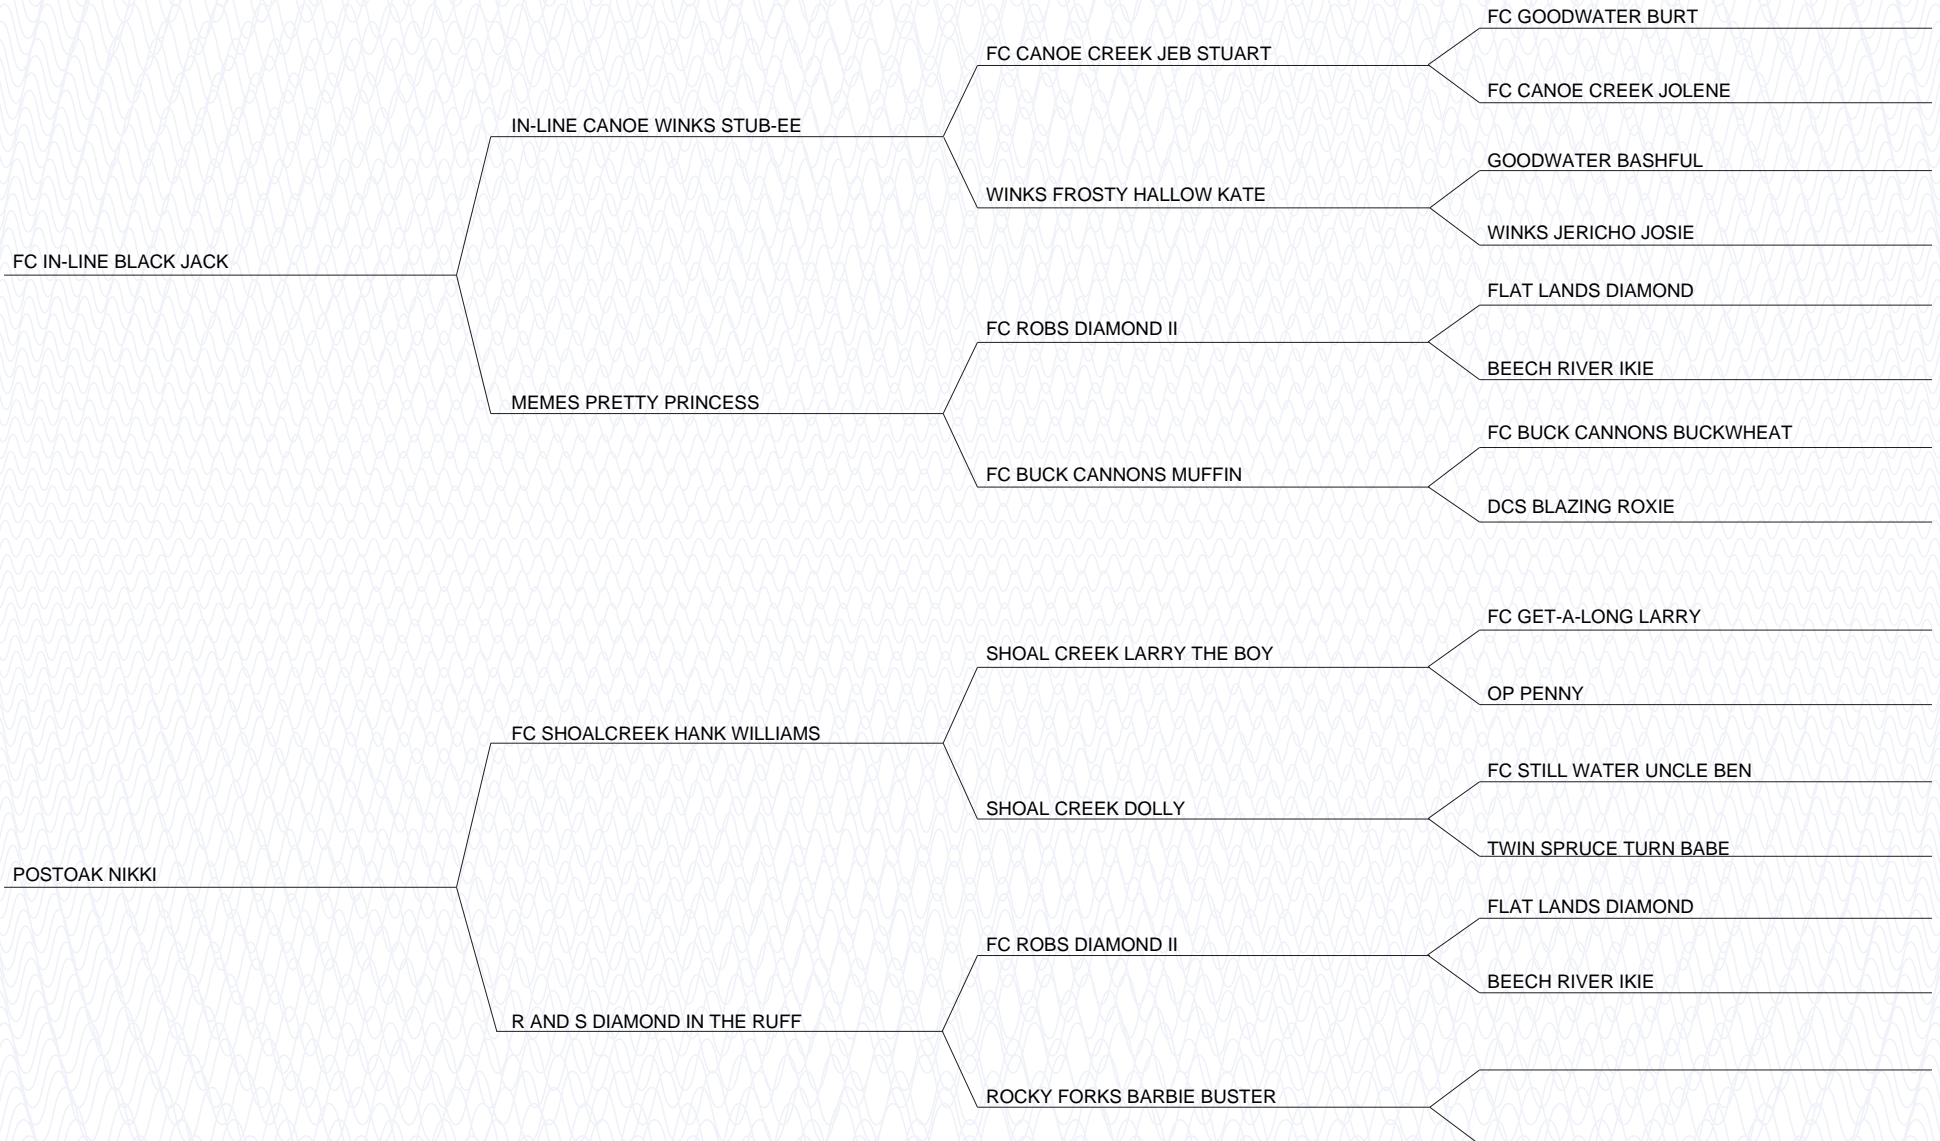 FC GOODWATER BURT
FC CANOE CREEK JEB STUART
FC CANOE CREEK JOLENE
IN-LINE CANOE WINKS STUB-EE
GOODWATER BASHFUL
WINKS FROSTY HALLOW KATE
WINKS JERICHO JOSIE
FC IN-LINE BLACK JACK
FLAT LANDS DIAMOND
FC ROBS DIAMOND II
BEECH RIVER IKIE
MEMES PRETTY PRINCESS
FC BUCK CANNONS BUCKWHEAT
FC BUCK CANNONS MUFFIN
DCS BLAZING ROXIE
FC GET-A-LONG LARRY
SHOAL CREEK LARRY THE BOY
OP PENNY
FC SHOALCREEK HANK WILLIAMS
FC STILL WATER UNCLE BEN
SHOAL CREEK DOLLY
TWIN SPRUCE TURN BABE
POSTOAK NIKKI
FLAT LANDS DIAMOND
FC ROBS DIAMOND II
BEECH RIVER IKIE
R AND S DIAMOND IN THE RUFF
ROCKY FORKS BARBIE BUSTER